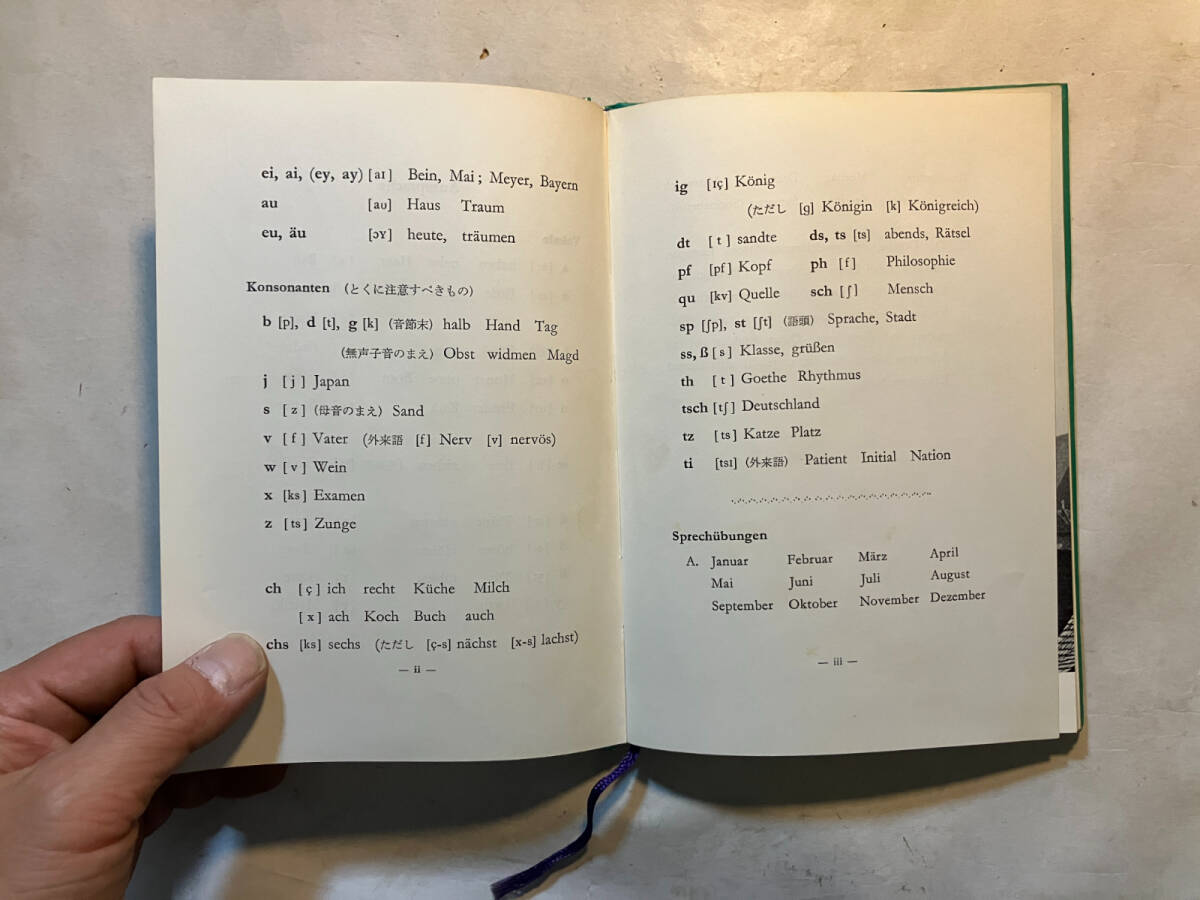 ei, ai, (ey, ay) [aɪ] Bein, Mai; Meyer, Bayern
au [aʊ] Haus Traum
eu, äu [ɔʏ] heute, träumen
Konsonanten (とくに注意すべきもの)
b [p], d [t], g [k] (音節末) halb Hand Tag
(無声子音のまえ) Obst widmen Magd
j [j] Japan
s [z] (母音のまえ) Sand
v [f] Vater (外来語 [f] Nerv [v] nervös)
w [v] Wein
x [ks] Examen
z [ts] Zunge
ch [ç] ich recht Küche Milch
[x] ach Koch Buch auch
chs [ks] sechs (ただし [ç-s] nächst [x-s] lachst)
— ii —
ig [ɪç] König
(ただし [g] Königin [k] Königreich)
dt [t] sandte ds, ts [ts] abends, Rätsel
pf [pf] Kopf ph [f] Philosophie
qu [kv] Quelle sch [ʃ] Mensch
sp [ʃp], st [ʃt] (語頭) Sprache, Stadt
ss, ß [s] Klasse, grüßen
th [t] Goethe Rhythmus
tsch [tʃ] Deutschland
tz [ts] Katze Platz
ti [tsɪ] (外来語) Patient Initial Nation
Sprechübungen
A. Januar Februar März April
Mai Juni Juli August
September Oktober November Dezember
— iii —